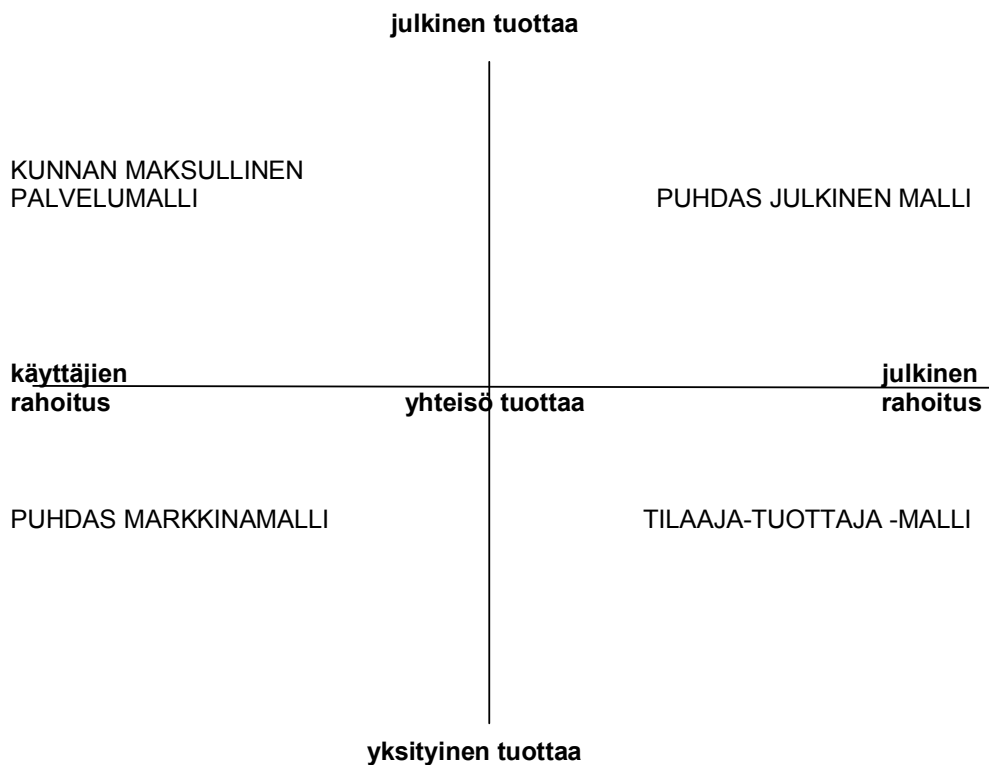 julkinen tuottaa
KUNNAN MAKSULLINEN
PALVELUMALLI
PUHDAS JULKINEN MALLI
käyttäjien
rahoitus
yhteisö tuottaa
julkinen
rahoitus
PUHDAS MARKKINAMALLI
TILAAJA-TUOTTAJA -MALLI
yksityinen tuottaa